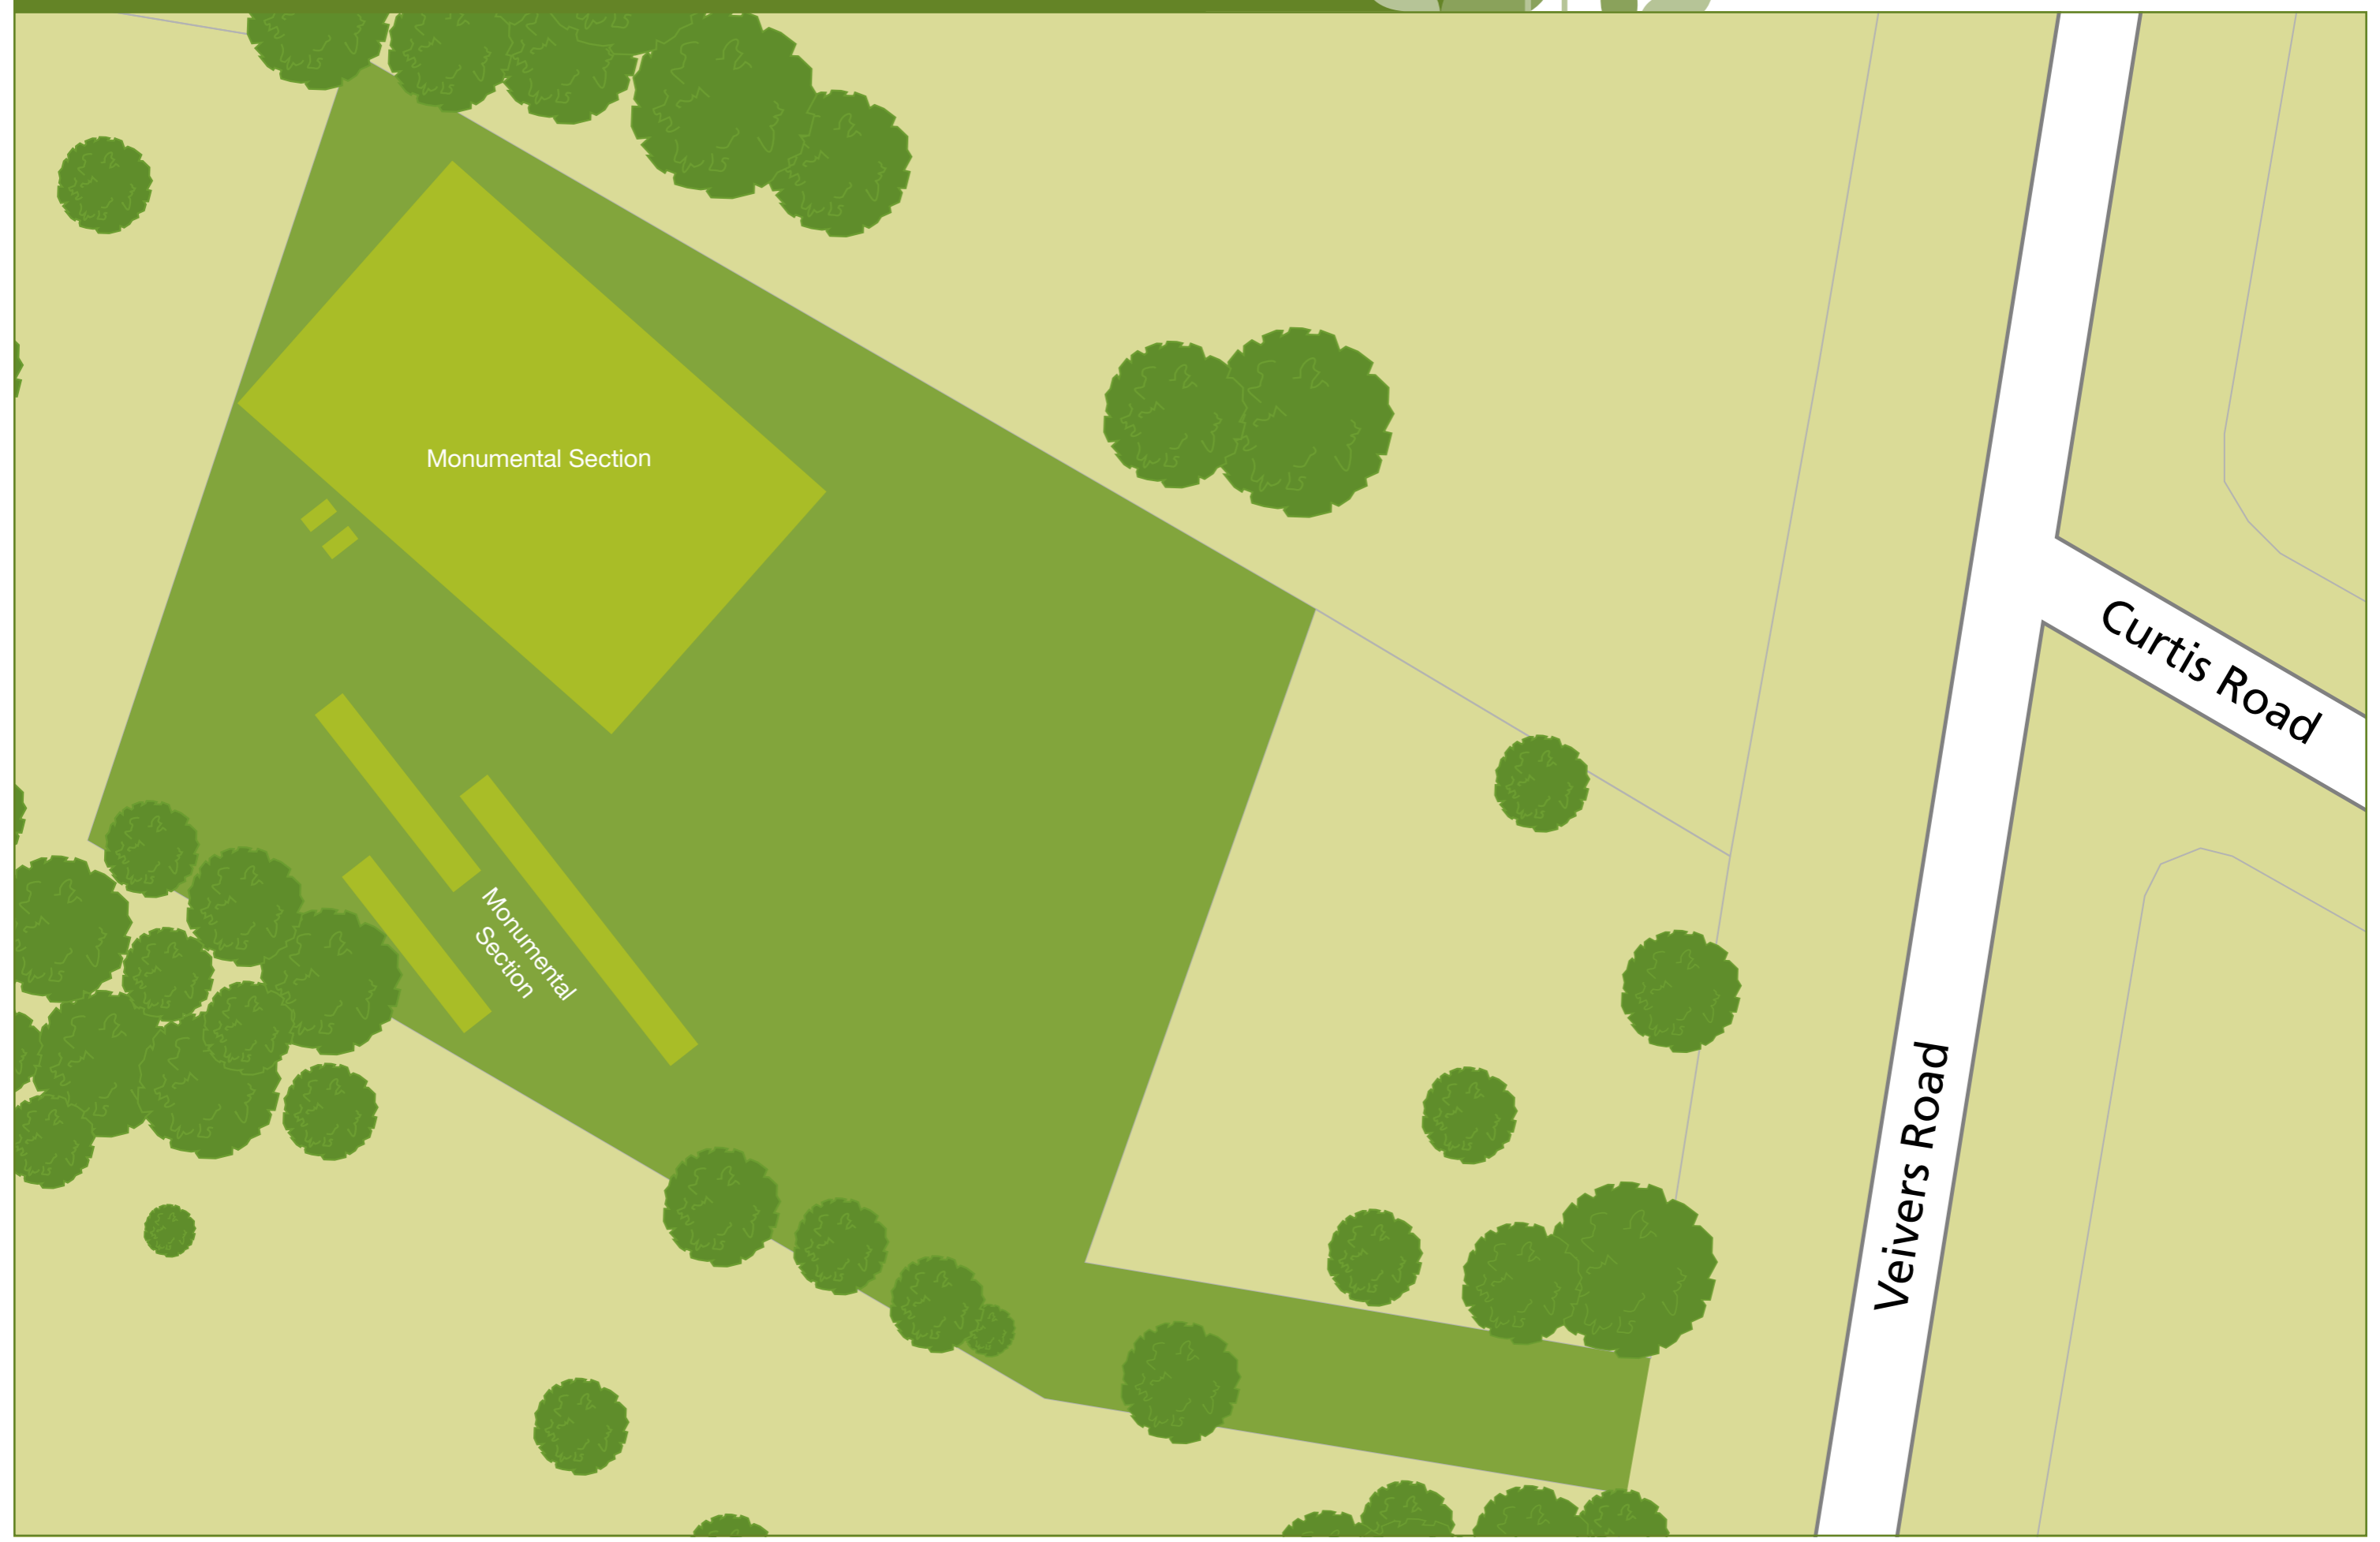 Monumental Section
Curtis Road
Monumental
Section
Veivers Road